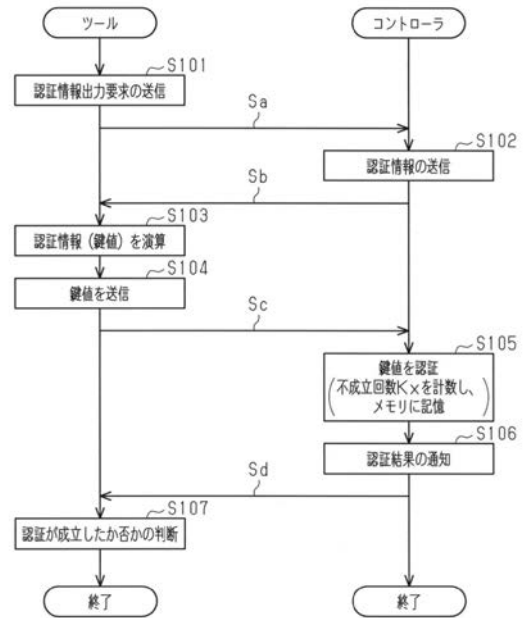 ツール
コントローラ
S101
認証情報出力要求の送信
Sa
S102
認証情報の送信
Sb
S103
認証情報(鍵値)を演算
S104
鍵値を送信
Sc
S105
鍵値を認証
(不成立回数Kxを計数し、
メモリに記憶)
S106
認証結果の通知
Sd
S107
認証が成立したか否かの判断
終了
終了